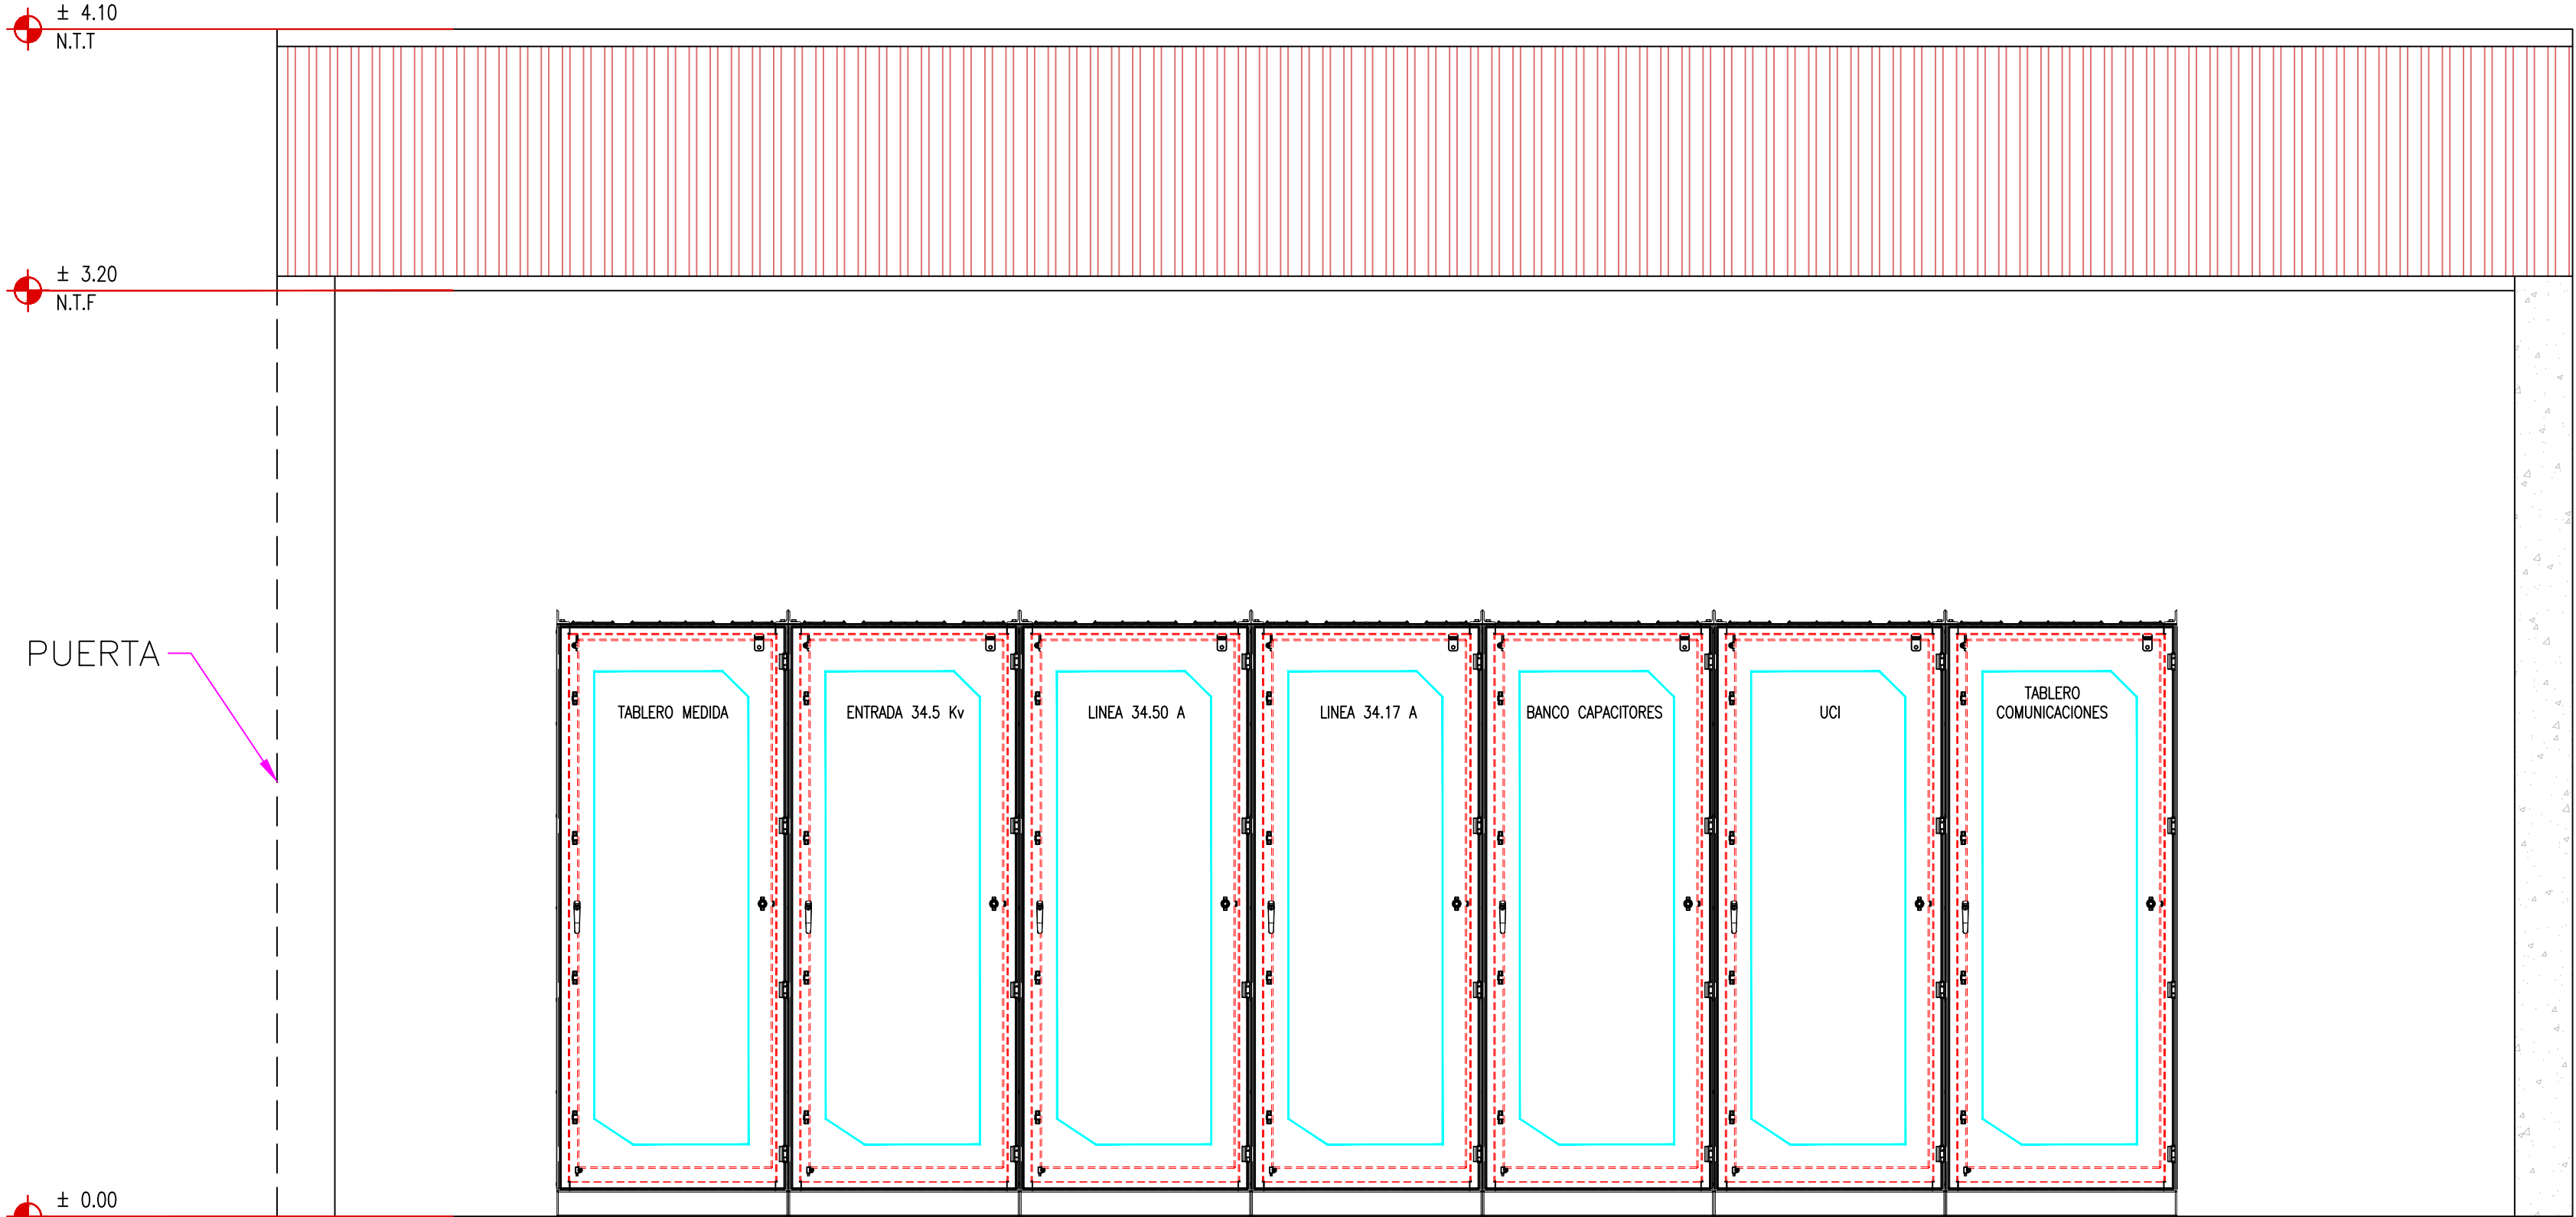 ± 4.10
N.T.T
± 3.20
N.T.F
PUERTA
TABLERO MEDIDA
ENTRADA 34.5 Kv
LINEA 34.50 A
LINEA 34.17 A
BANCO CAPACITORES
UCI
TABLERO
COMUNICACIONES
± 0.00